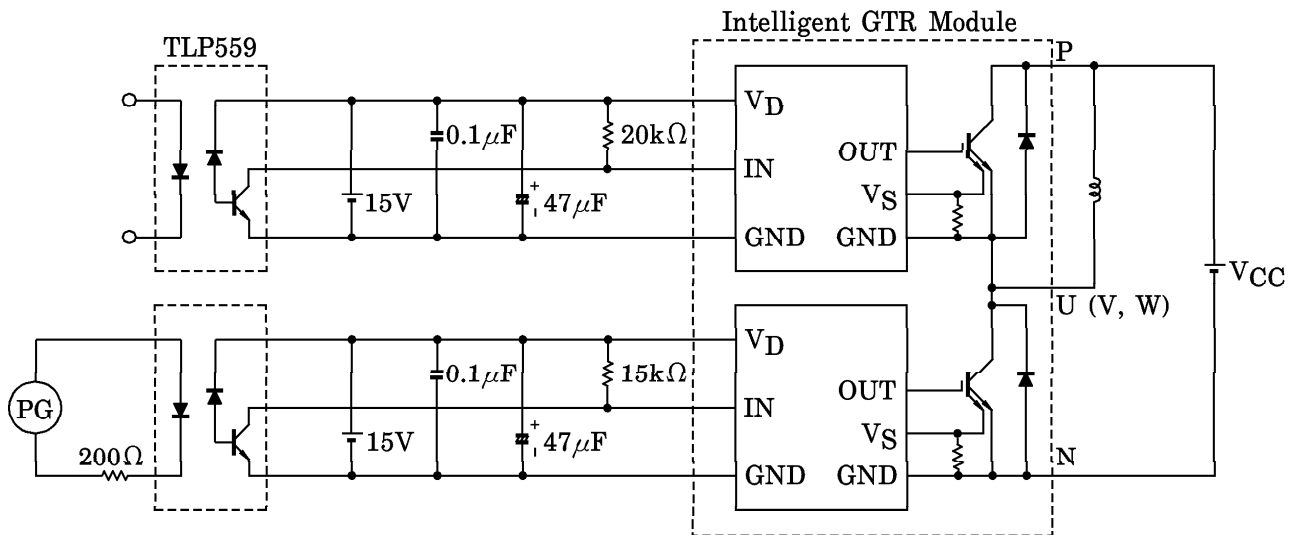 Intelligent GTR Module
TLP559
P
V_D
0.1μF
20kΩ
OUT
IN
V_S
15V
+
-
47μF
GND
GND
V_CC
U (V, W)
V_D
0.1μF
15kΩ
OUT
PG
IN
V_S
15V
+
-
47μF
N
200Ω
GND
GND